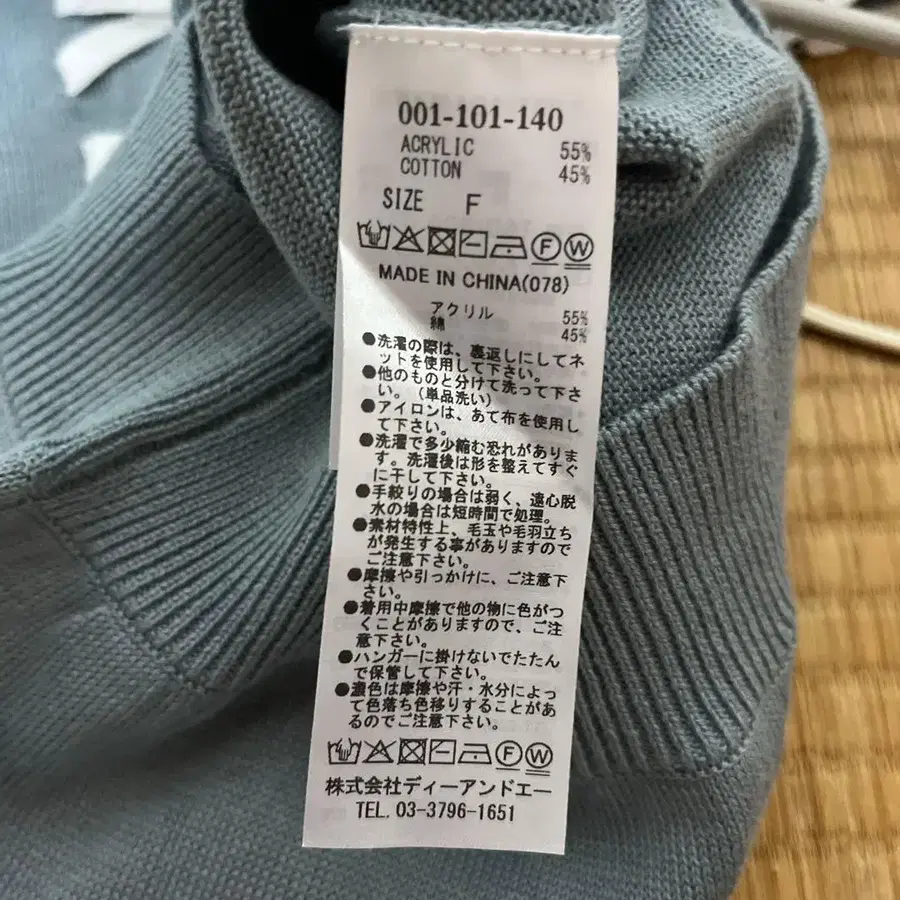 001-101-140
ACRYLIC 55%
COTTON 45%
SIZE F
F W
MADE IN CHINA(078)
アクリル 55%
綿 45%
●洗濯の際は、裏返しにしてネ
ットを使用して下さい。
●他のものと分けて洗って下さ
い。（単品洗い）
●アイロンは、あて布を使用し
て下さい。
●洗濯で多少縮む恐れがありま
す。洗濯後は形を整えてすぐ
に干して下さい。
●手絞りの場合は弱く、遠心脱
水の場合は短時間で処理。
●素材特性上、毛玉や毛羽立ち
が発生する事がありますので
ご注意下さい。
●摩擦や引っかけに、ご注意下
さい。
●着用中摩擦で他の物に色がつ
くことがありますので、ご注
意下さい。
●ハンガーに掛けないでたたん
で保管して下さい。
●濃色は摩擦や汗・水分によっ
て色落ち色移りすることがあ
るのでご注意下さい。
F W
株式会社ディーアンドエー
TEL. 03-3796-1651